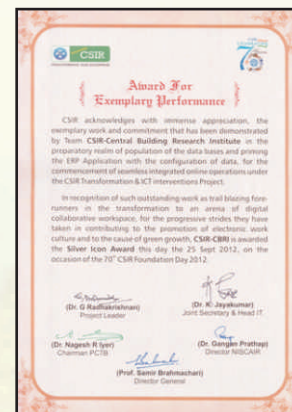 CSIR
70
Award For
Exemplary Performance
CSIR acknowledges with immense appreciation, the
exemplary work and commitment that has been demonstrated
by Team CSIR-Central Building Research Institute in the
preparatory realm of population of the data bases and priming
the ERP Application with the configuration of data, for the
commencement of seamless integrated online operations under
the CSIR Transformation & ICT interventions Project.
In recognition of such outstanding work as trail blazing fore-
runners in the transformation to an arena of digital
collaborative workspace, for the progressive strides they have
taken in contributing to the promotion of electronic work
culture and to the cause of green growth, CSIR-CBRI is awarded
the Silver Icon Award this day the 25 Sept 2012, on the
occasion of the 70th CSIR Foundation Day 2012.
(Dr. G Radhakrishnan)
Project Leader
(Dr. K. Jayakumar)
Joint Secretary & Head IT
(Dr. Nagesh R Iyer)
Chairman PCTB
(Dr. Gangan Prathap)
Director NISCAIR
(Prof. Samir Brahmachari)
Director General